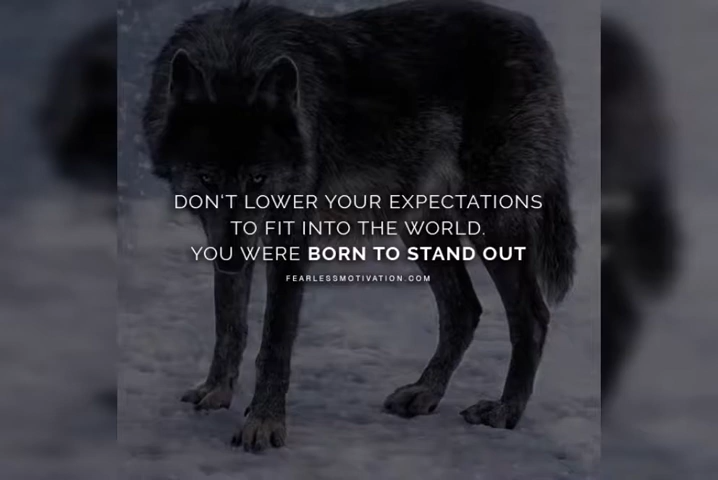 DON'T LOWER YOUR EXPECTATIONS
TO FIT INTO THE WORLD.
YOU WERE BORN TO STAND OUT
FEARLESSMOTIVATION.COM